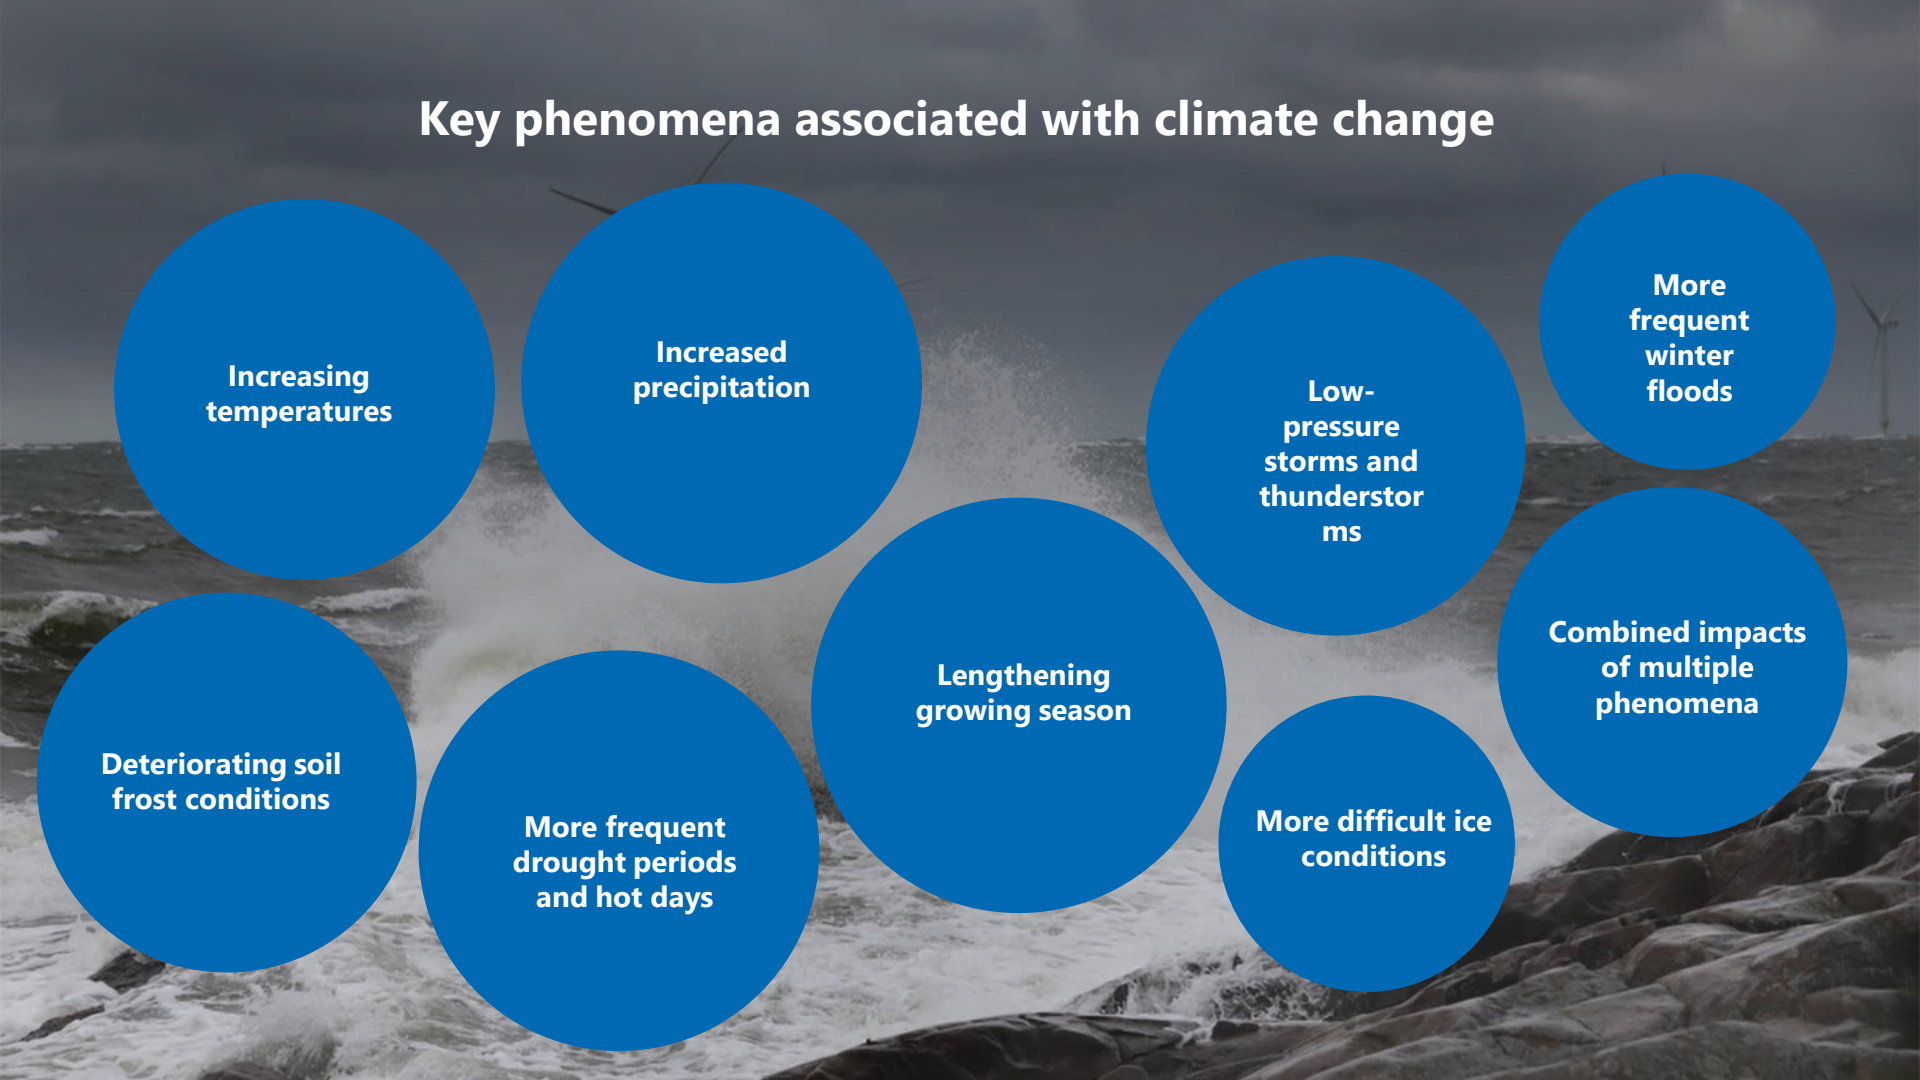 Key phenomena associated with climate change
Increasing
temperatures
Increased
precipitation
Low-
pressure
storms and
thunderstor
ms
More
frequent
winter
floods
Deteriorating soil
frost conditions
More frequent
drought periods
and hot days
Lengthening
growing season
More difficult ice
conditions
Combined impacts
of multiple
phenomena